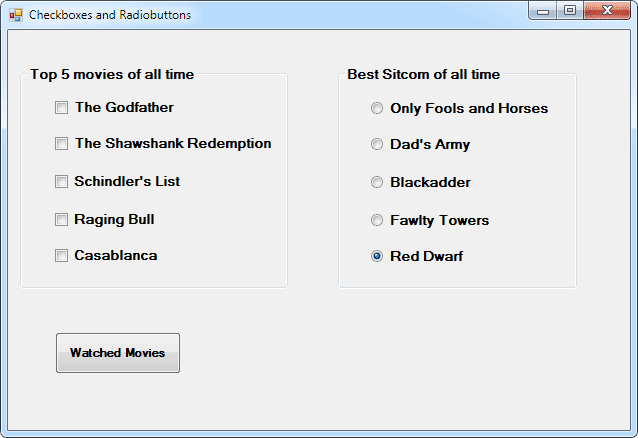 Checkboxes and Radiobuttons
Top 5 movies of all time
The Godfather
The Shawshank Redemption
Schindler's List
Raging Bull
Casablanca
Best Sitcom of all time
Only Fools and Horses
Dad's Army
Blackadder
Fawlty Towers
Red Dwarf
Watched Movies